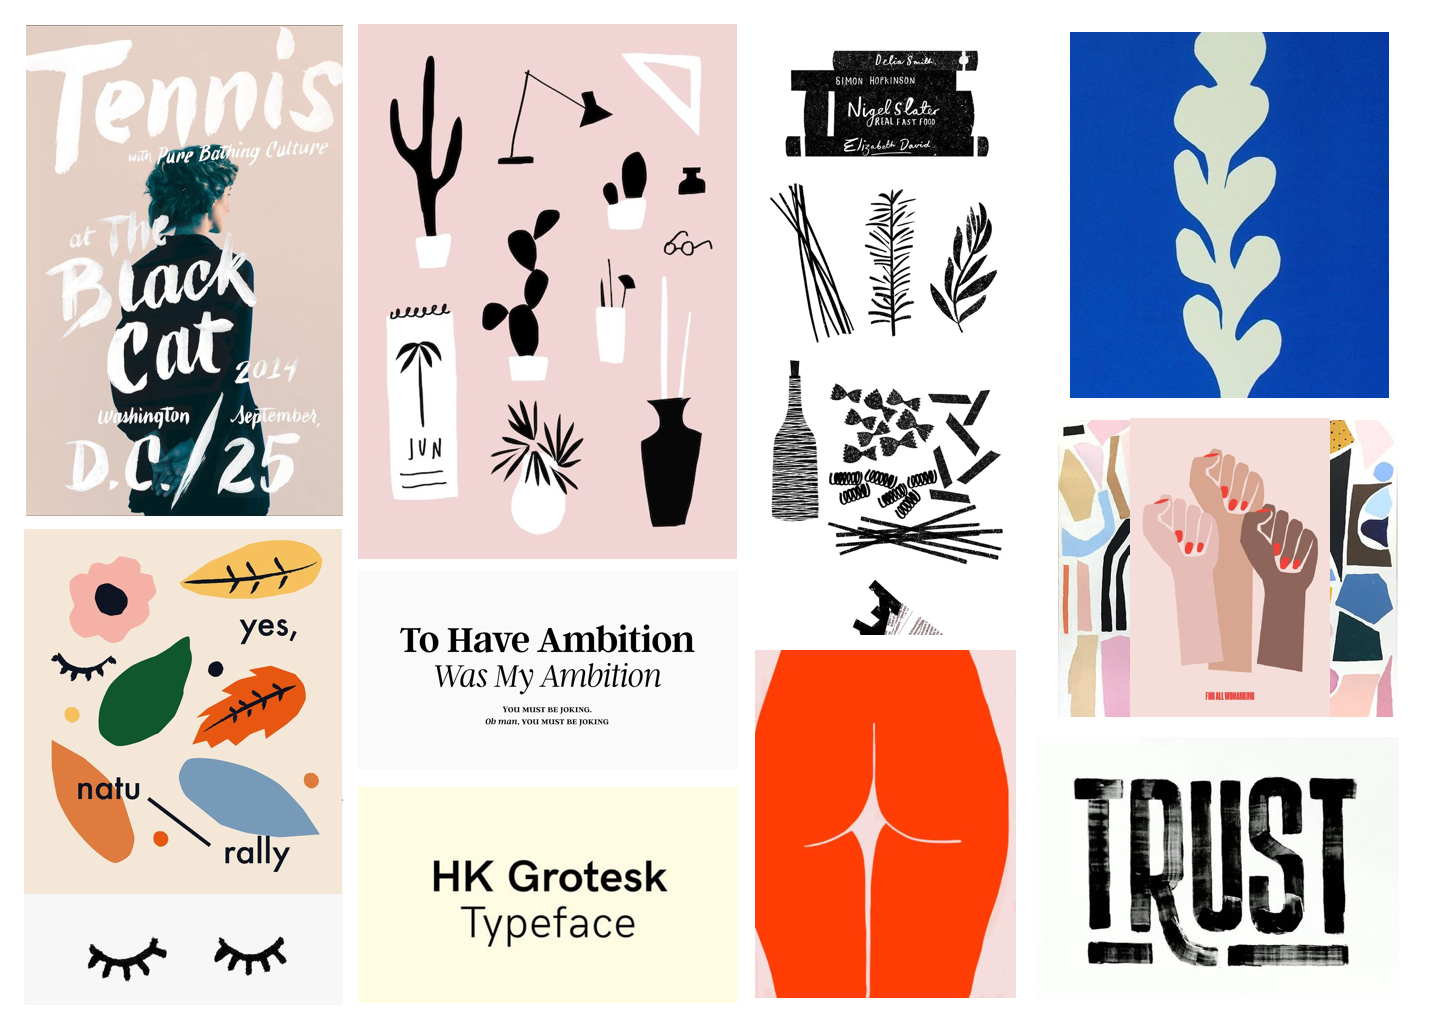 Tennis
with Pure Bathing Culture
at The
Black
Cat
2014
Washington
September,
D.C./25
yes,
natu
rally
JUN
To Have Ambition
Was My Ambition
YOU MUST BE JOKING.
Oh man, YOU MUST BE JOKING
HK Grotesk
Typeface
Delia Smith
SIMON HOPKINSON
Nigel Slater
REAL FAST FOOD
Elizabeth David
FOR ALL WOMANKIND
TRUST